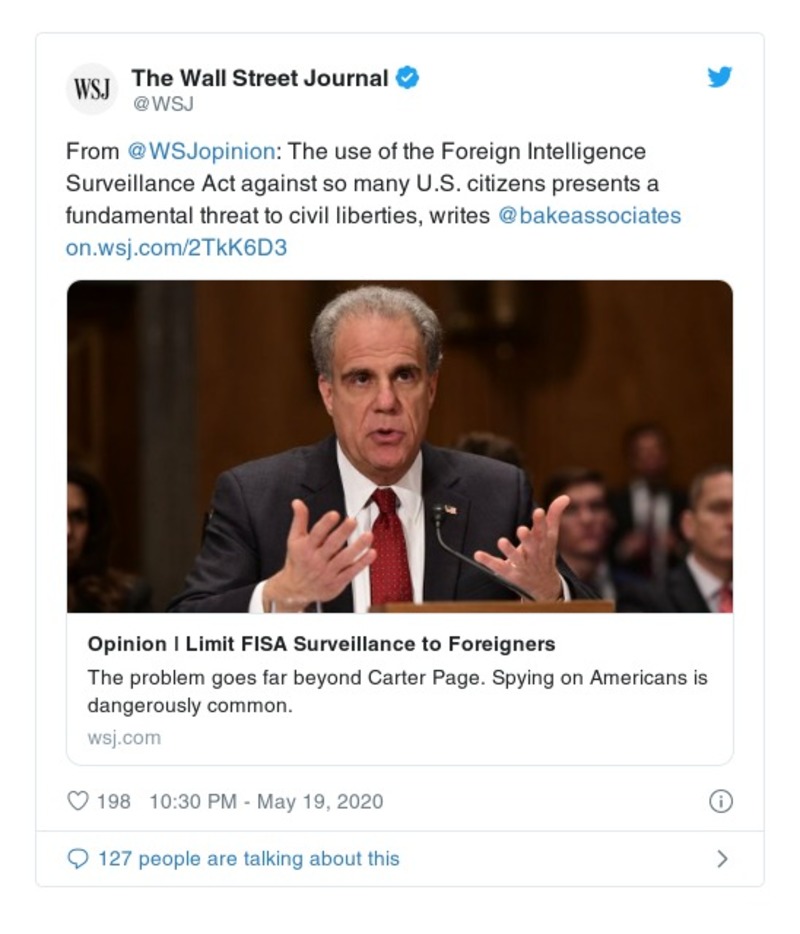 WSJ
The Wall Street Journal
@WSJ
From @WSJopinion: The use of the Foreign Intelligence
Surveillance Act against so many U.S. citizens presents a
fundamental threat to civil liberties, writes @bakeassociates
on.wsj.com/2TkK6D3
Opinion | Limit FISA Surveillance to Foreigners
The problem goes far beyond Carter Page. Spying on Americans is
dangerously common.
wsj.com
198 10:30 PM - May 19, 2020
127 people are talking about this